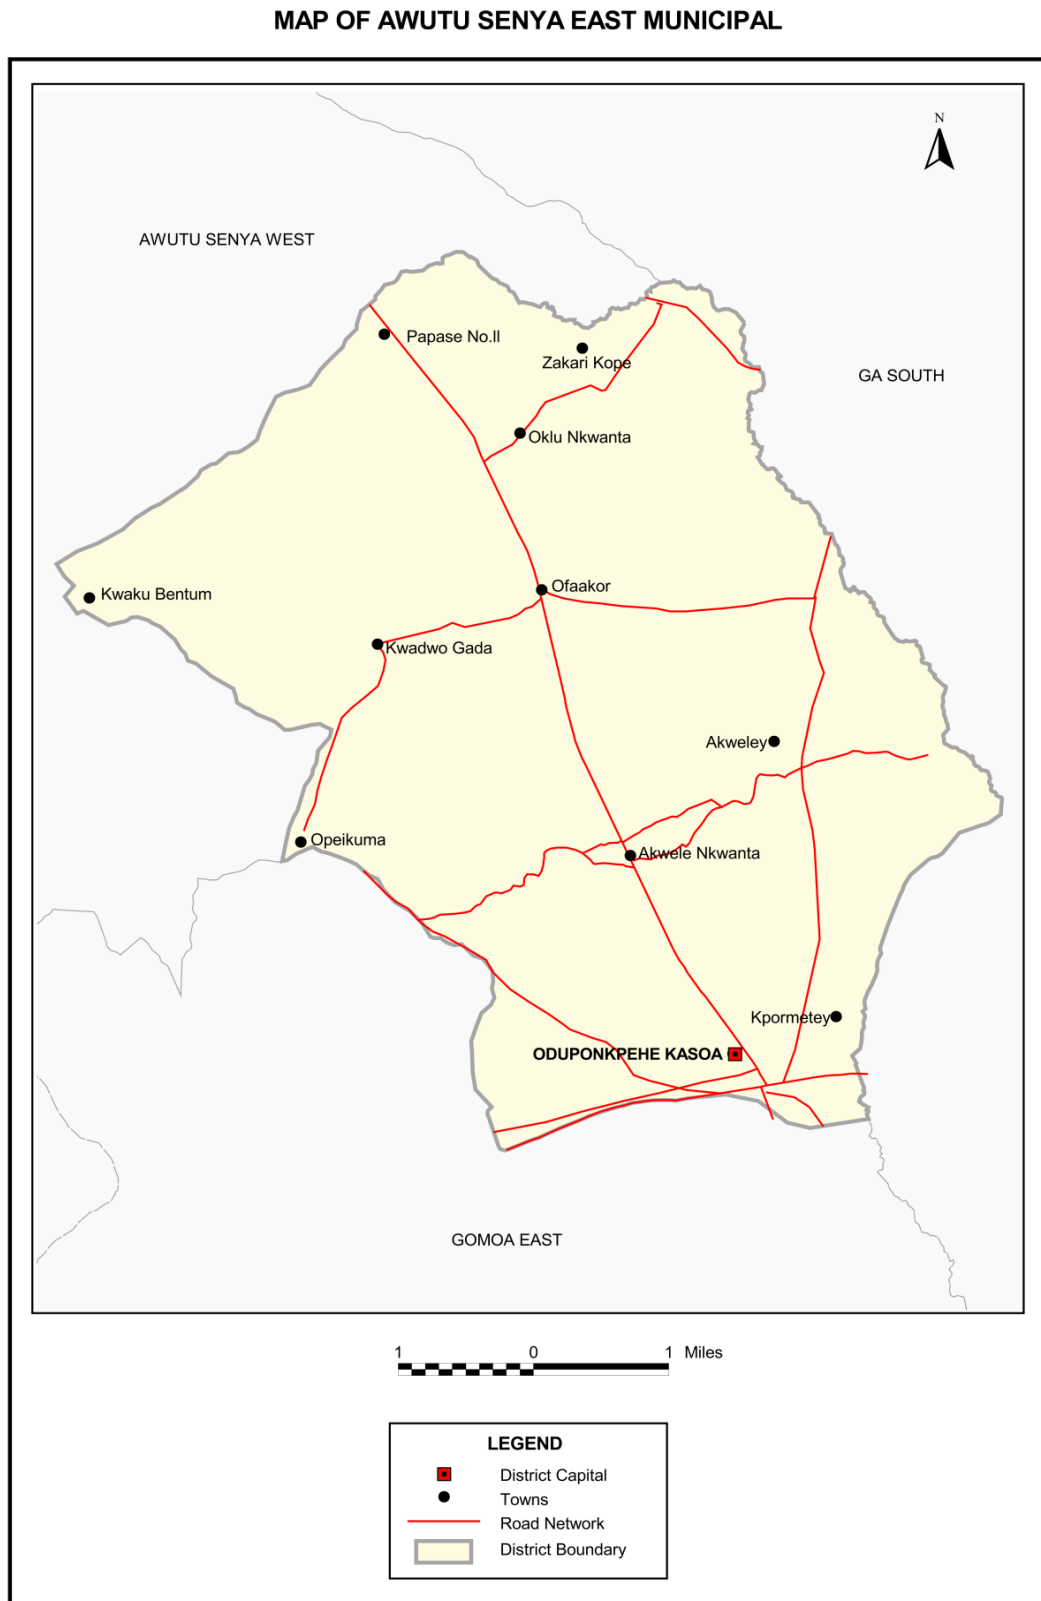 MAP OF AWUTU SENYA EAST MUNICIPAL
N
AWUTU SENYA WEST
Papase No.II
Zakari Kope
GA SOUTH
Oklu Nkwanta
Ofaakor
Kwaku Bentum
Kwadwo Gada
Akweley
Opeikuma
Akwele Nkwanta
Kpormetey
ODUPONKPEHE KASOA
GOMOA EAST
1 0 1 Miles
LEGEND
District Capital
Towns
Road Network
District Boundary